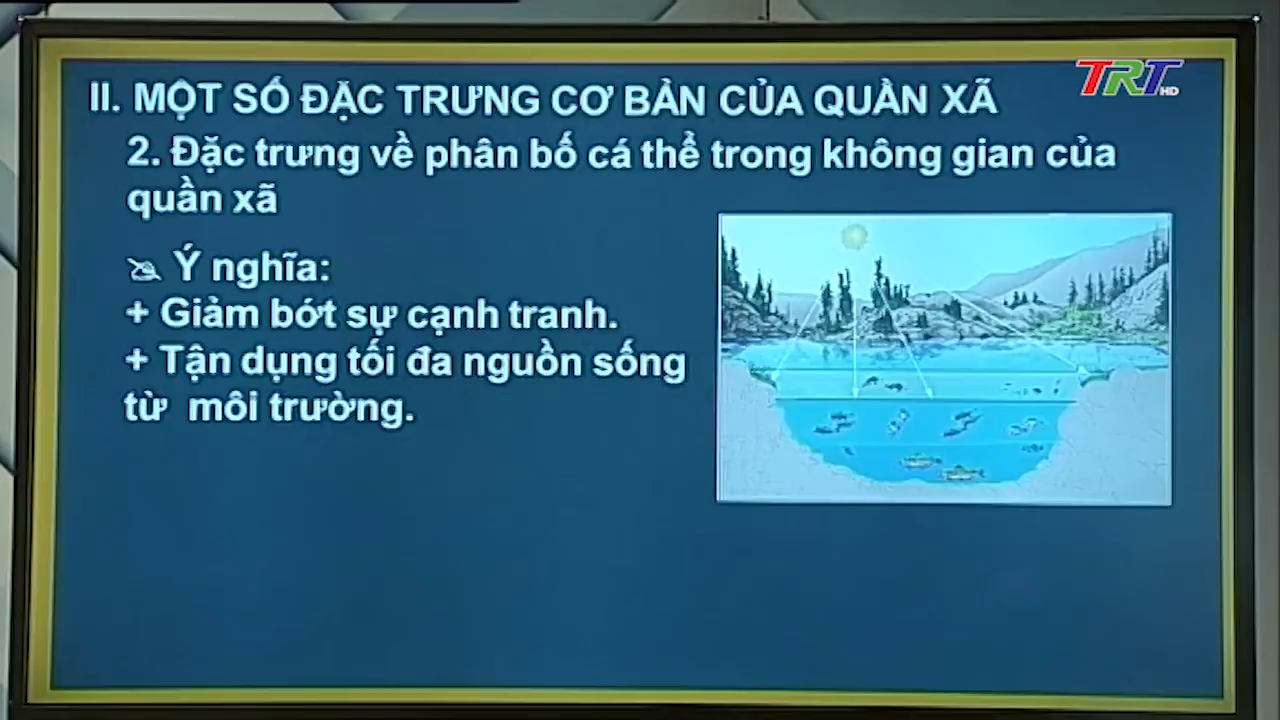 TRT HD
II. MỘT SỐ ĐẶC TRƯNG CƠ BẢN CỦA QUẦN XÃ
2. Đặc trưng về phân bố cá thể trong không gian của
quần xã
Ý nghĩa:
+ Giảm bớt sự cạnh tranh.
+ Tận dụng tối đa nguồn sống
từ môi trường.